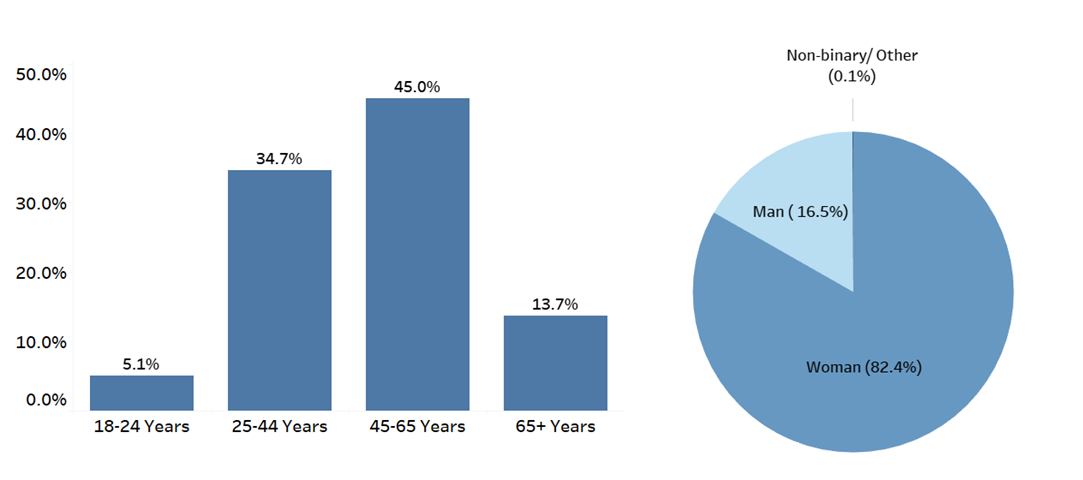 50.0%
40.0%
30.0%
20.0%
10.0%
0.0%
5.1%
34.7%
45.0%
13.7%
18-24 Years
25-44 Years
45-65 Years
65+ Years
Non-binary/ Other
(0.1%)
Man ( 16.5%)
Woman (82.4%)